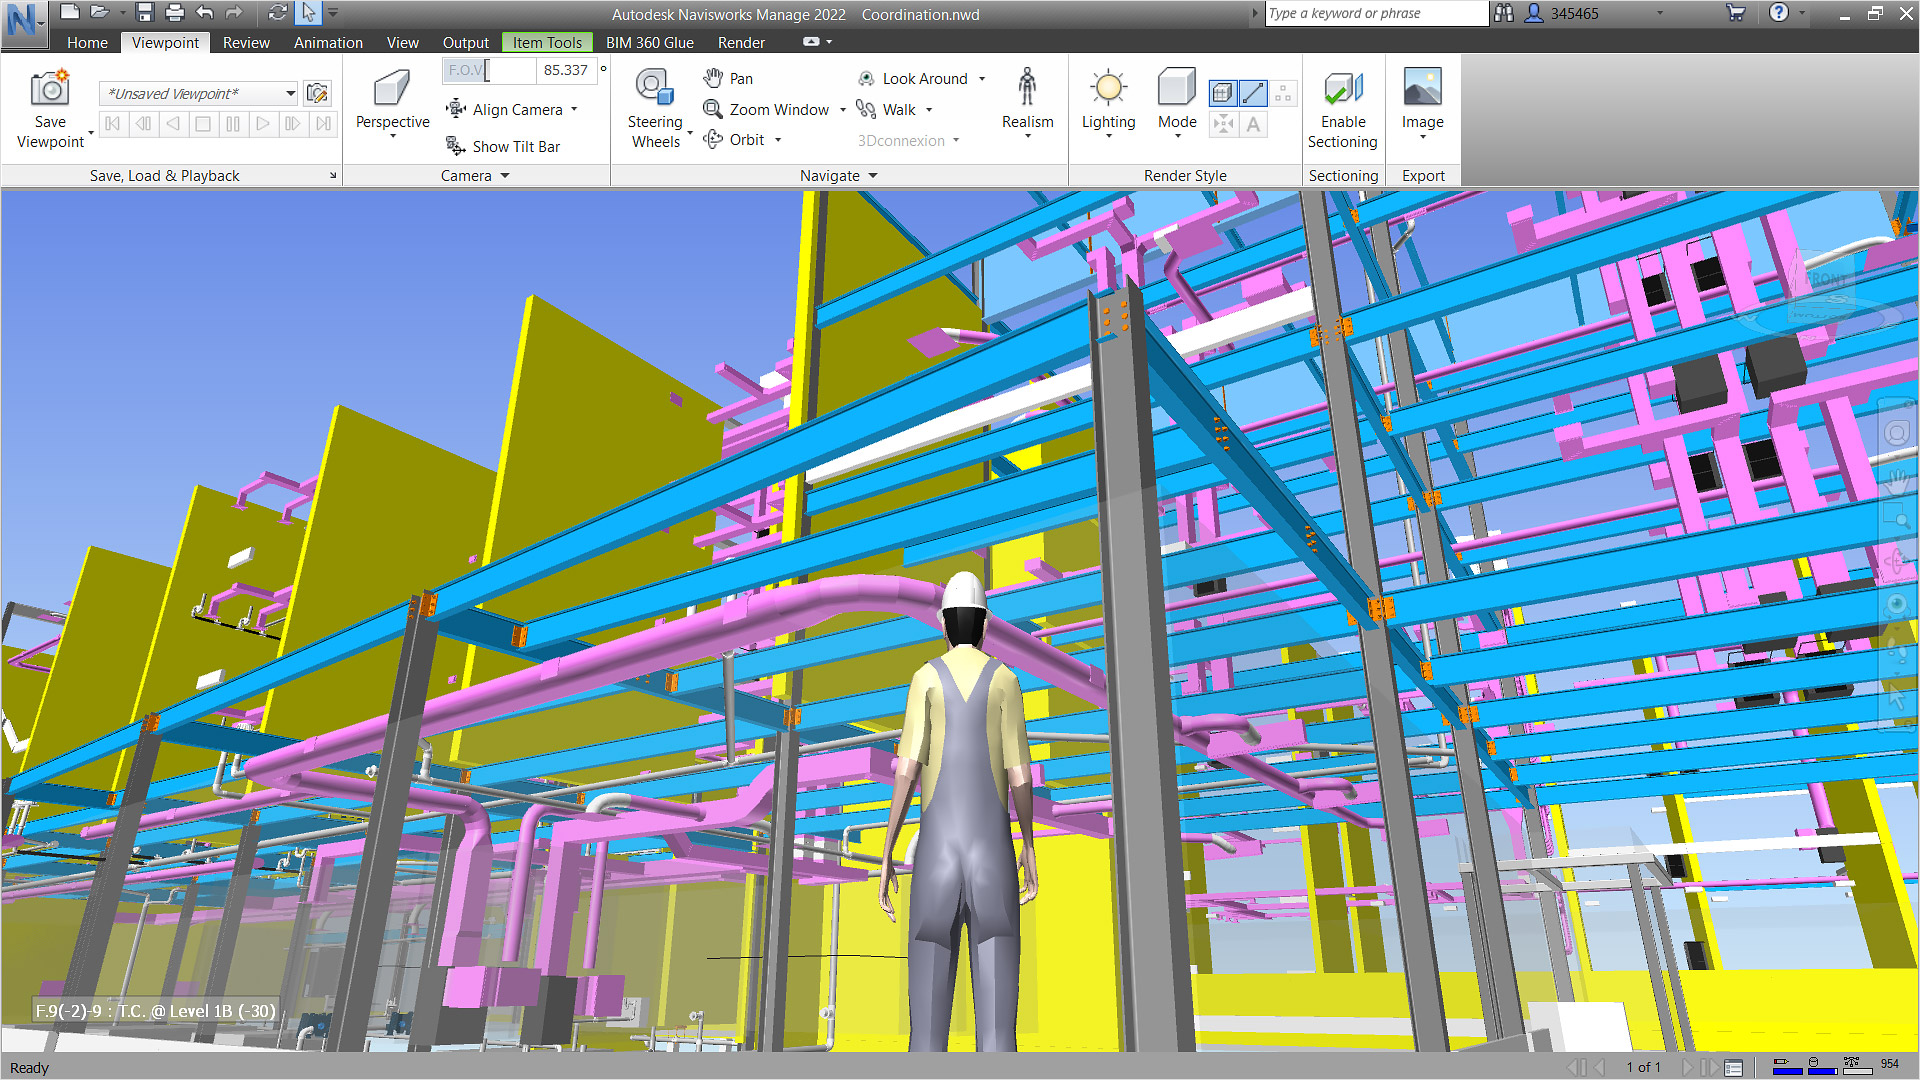 Autodesk Navisworks Manage 2022 Coordination.nwd
Type a keyword or phrase
345465
Home Viewpoint Review Animation View Output Item Tools BIM 360 Glue Render
Save Viewpoint
*Unsaved Viewpoint*
Save, Load & Playback
Perspective
F.O.V. 85.337 °
Align Camera
Show Tilt Bar
Camera
Steering Wheels
Pan
Zoom Window
Orbit
Look Around
Walk
3Dconnexion
Realism
Navigate
Lighting
Mode
A
Render Style
Enable Sectioning
Sectioning
Image
Export
FRONT
F.9(-2)-9 : T.C. @ Level 1B (-30)
Ready
1 of 1
954